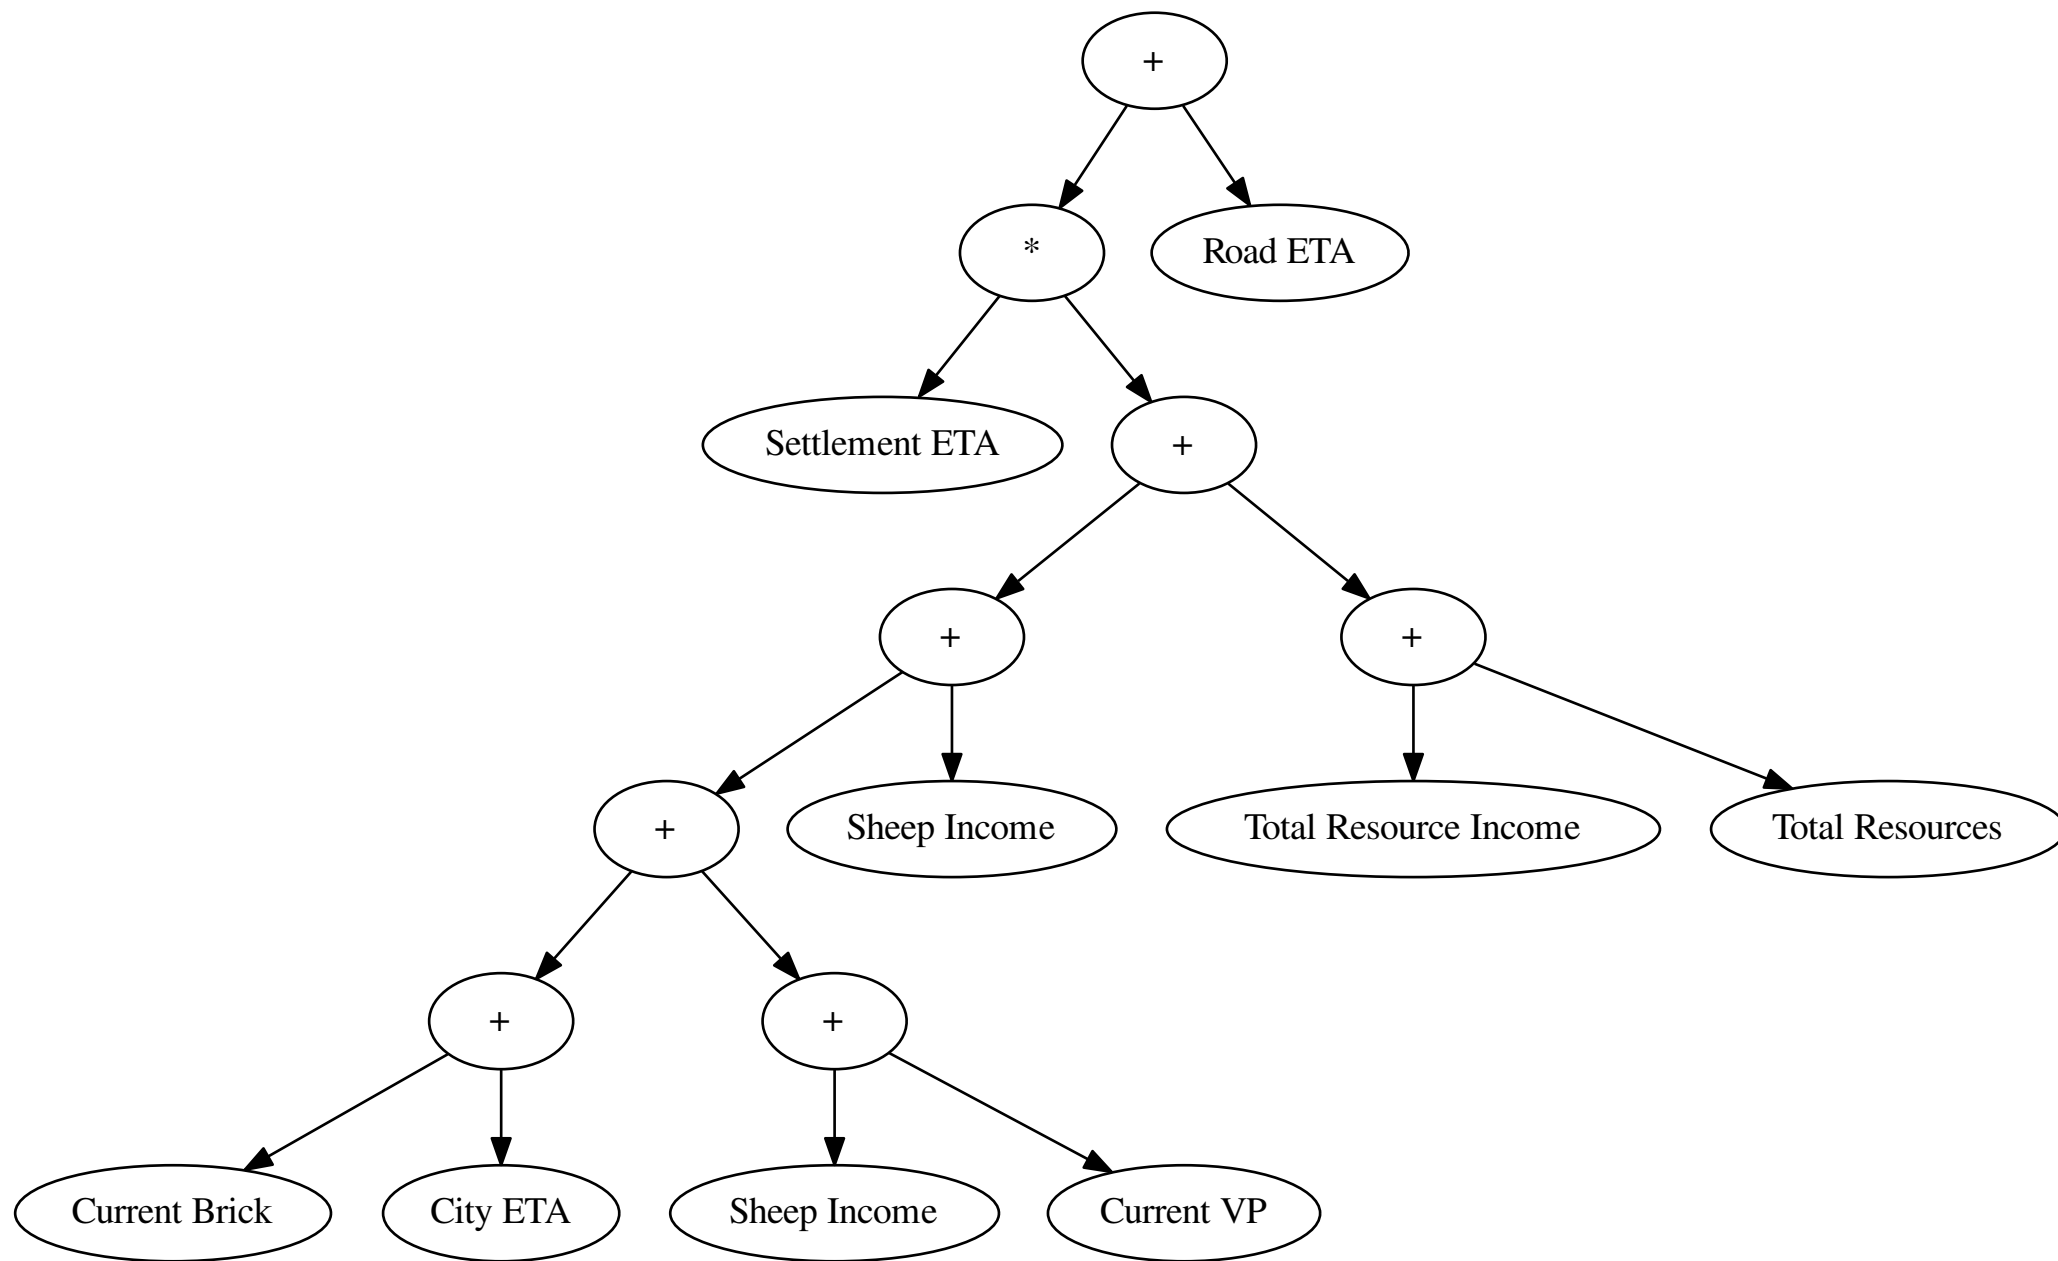 +
*
Road ETA
Settlement ETA
+
+
+
+
Sheep Income
Total Resource Income
Total Resources
+
+
Current Brick
City ETA
Sheep Income
Current VP